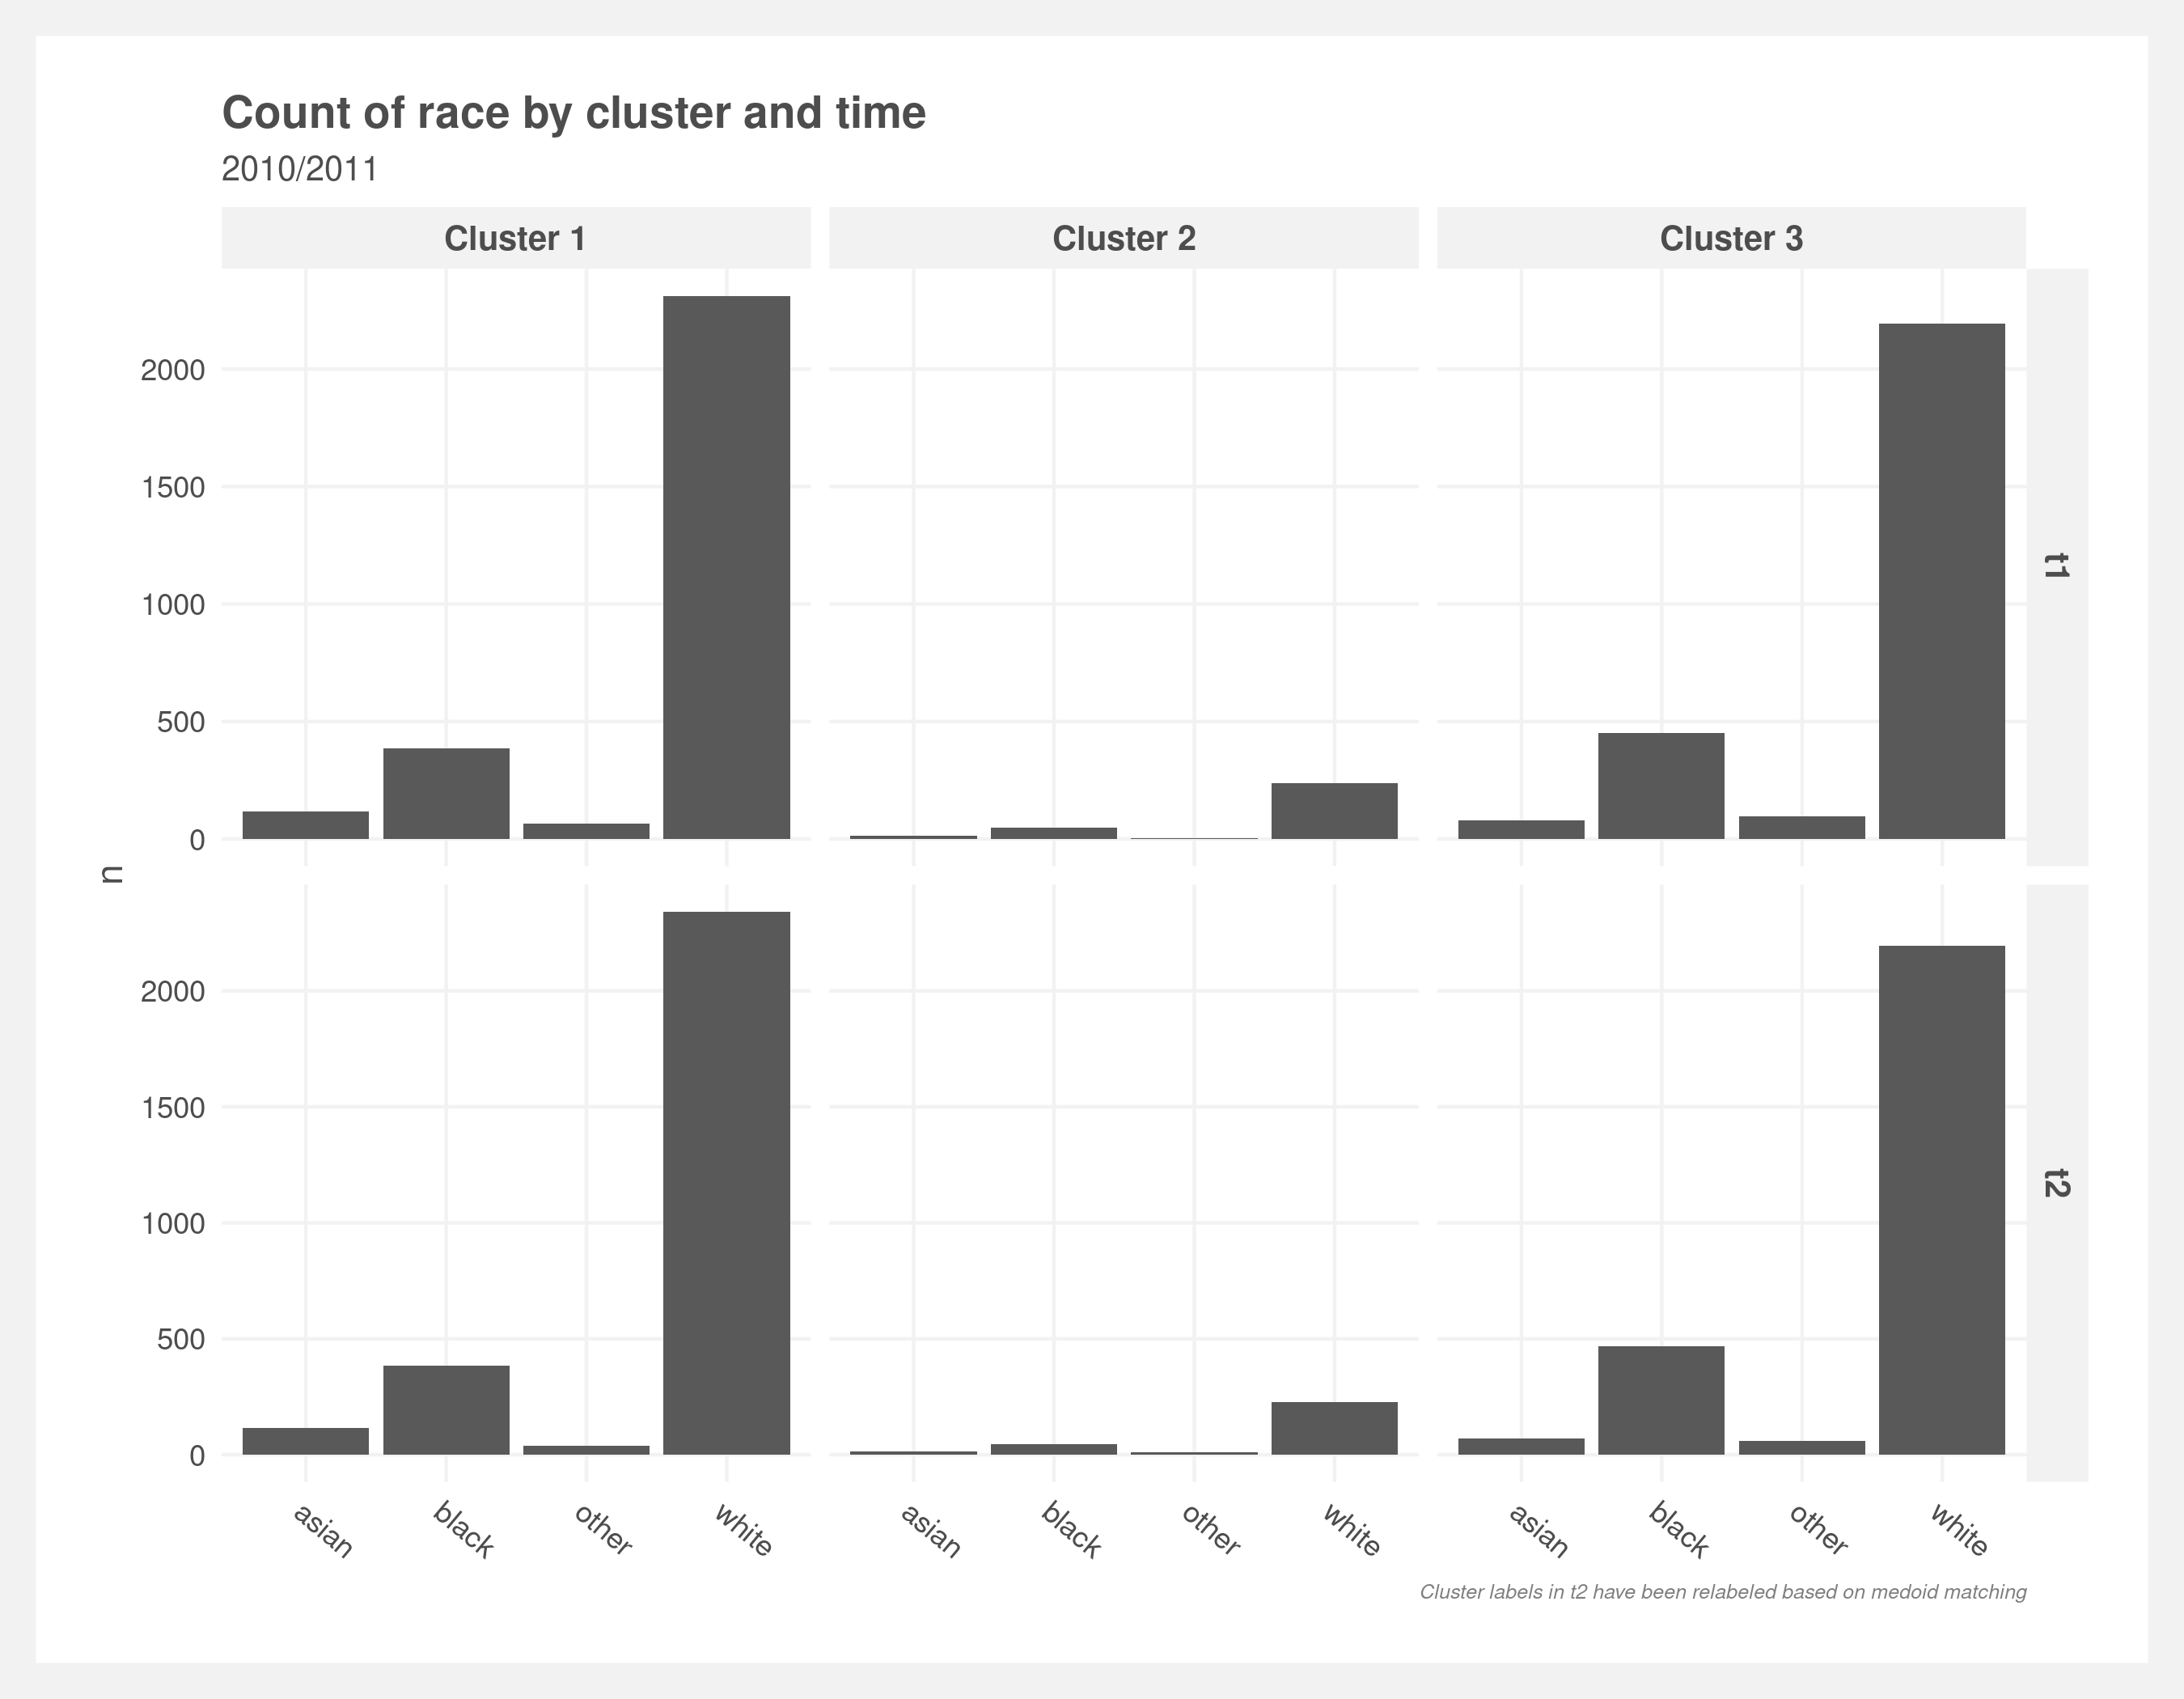 Count of race by cluster and time
2010/2011
Cluster 1
Cluster 2
Cluster 3
2000
1500
1000
500
0
t1
n
2000
1500
1000
500
0
t2
asian
black
other
white
asian
black
other
white
asian
black
other
white
Cluster labels in t2 have been relabeled based on medoid matching